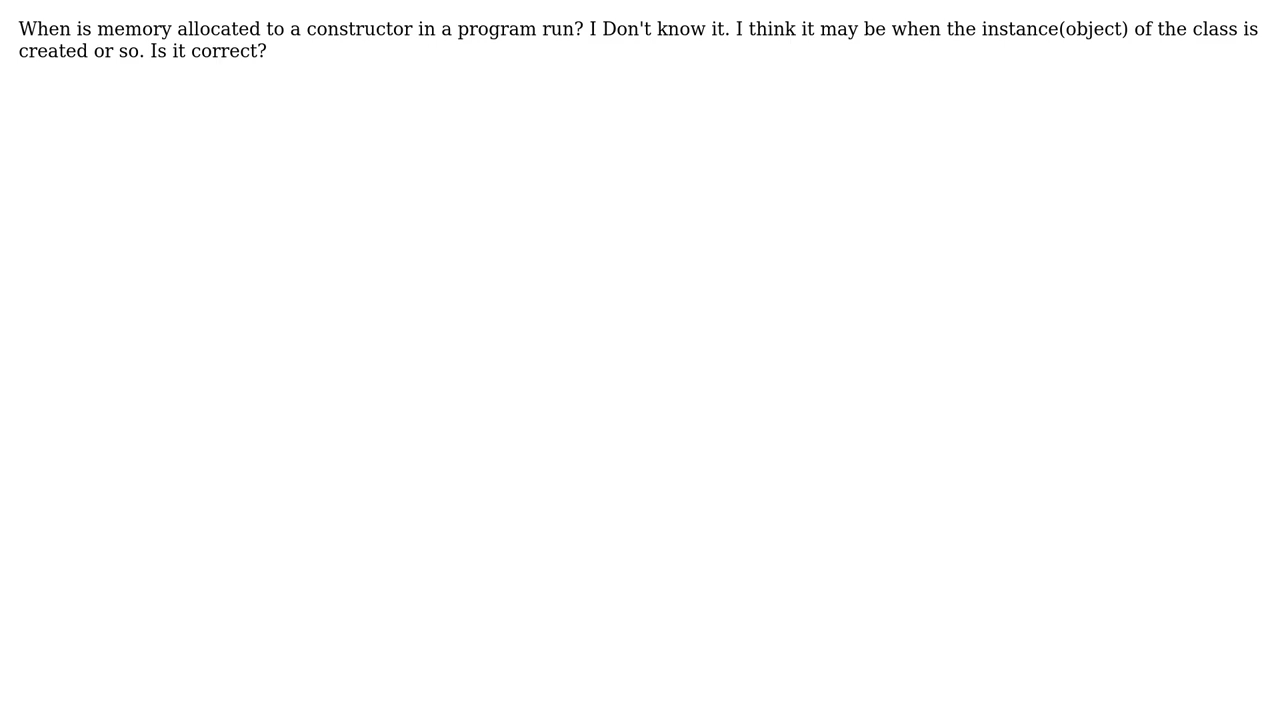 When is memory allocated to a constructor in a program run? I Don't know it. I think it may be when the instance(object) of the class is
created or so. Is it correct?